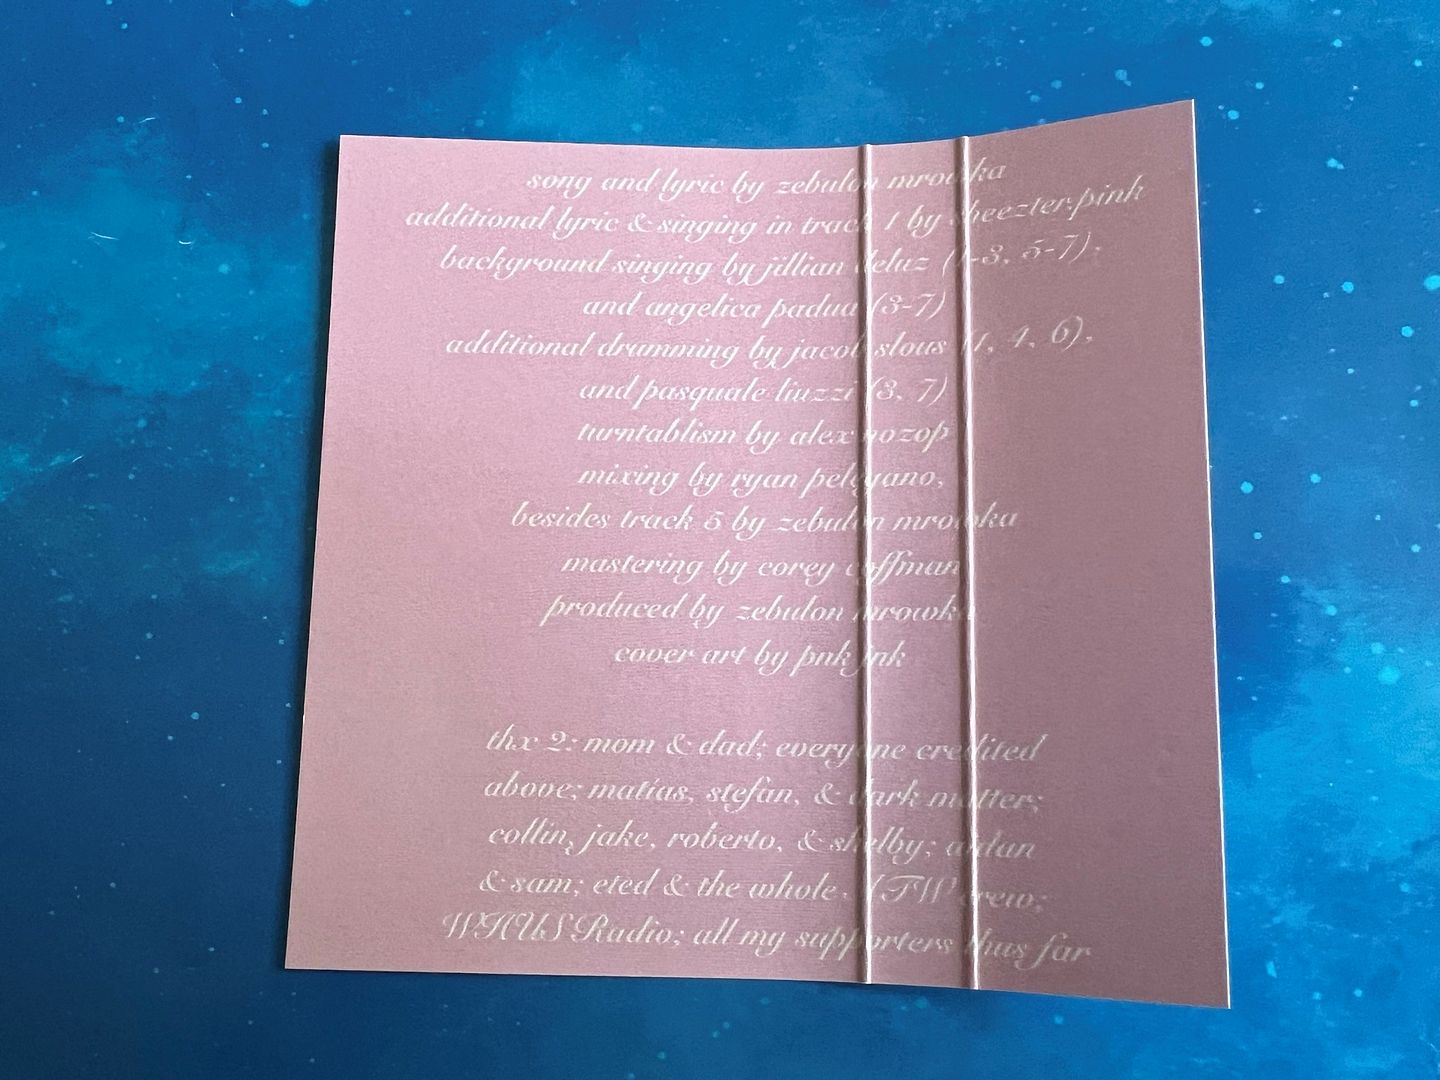 song and lyric by zebulon mrowka
additional lyric & singing in track 1 by sheezter.pink
background singing by jillian deluz (1-3, 5-7),
and angelica padua (3-7)
additional drumming by jacob slous (1, 4, 6),
and pasquale liuzzi (3, 7)
turntablism by alex nozop
mixing by ryan pelegano,
besides track 5 by zebulon mrowka
mastering by corey coffman
produced by zebulon mrowka
cover art by pnk jnk
thx 2: mom & dad; everyone credited
above; matias, stefan, & dark matter;
collin, jake, roberto, & shelby;
& sam; eted & the whole crew;
WHUS Radio; all my supporters thus far